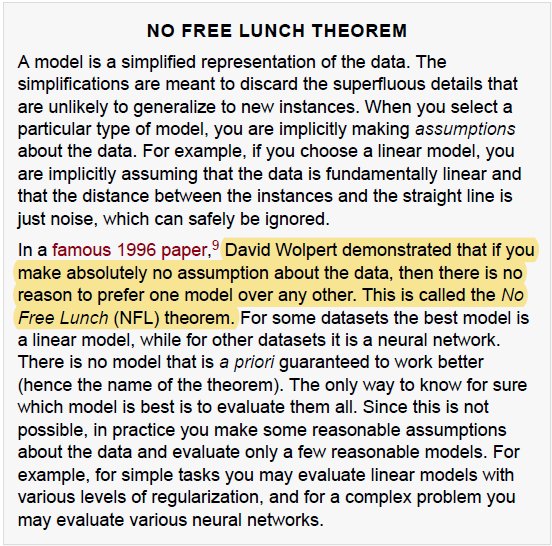 NO FREE LUNCH THEOREM
A model is a simplified representation of the data. The
simplifications are meant to discard the superfluous details that
are unlikely to generalize to new instances. When you select a
particular type of model, you are implicitly making assumptions
about the data. For example, if you choose a linear model, you
are implicitly assuming that the data is fundamentally linear and
that the distance between the instances and the straight line is
just noise, which can safely be ignored.
In a famous 1996 paper,9 David Wolpert demonstrated that if you
make absolutely no assumption about the data, then there is no
reason to prefer one model over any other. This is called the No
Free Lunch (NFL) theorem. For some datasets the best model is
a linear model, while for other datasets it is a neural network.
There is no model that is a priori guaranteed to work better
(hence the name of the theorem). The only way to know for sure
which model is best is to evaluate them all. Since this is not
possible, in practice you make some reasonable assumptions
about the data and evaluate only a few reasonable models. For
example, for simple tasks you may evaluate linear models with
various levels of regularization, and for a complex problem you
may evaluate various neural networks.